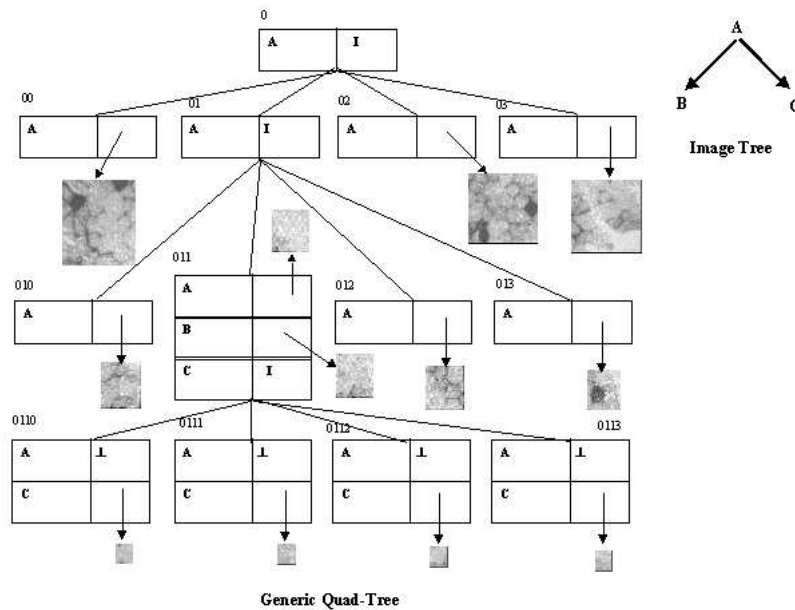 0
A I
A
B C
Image Tree
00 01 02 03
A A I A A
010 011 012 013
A A A A
B
C I
0110 0111 0112 0113
A ⊥ A ⊥ A ⊥ A ⊥
C C C C
Generic Quad-Tree